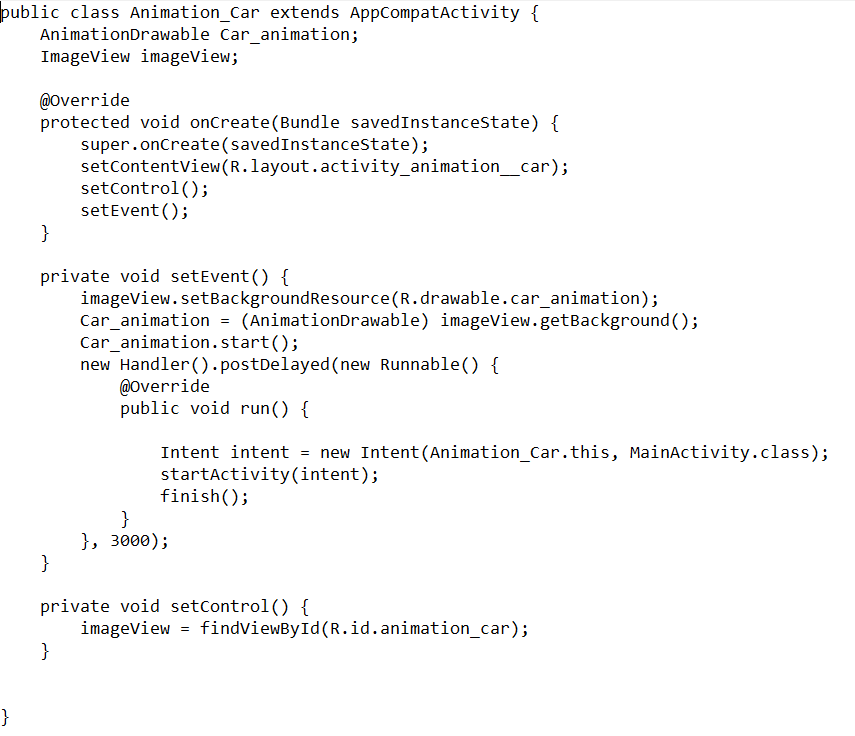 public class Animation_Car extends AppCompatActivity {
    AnimationDrawable Car_animation;
    ImageView imageView;

    @Override
    protected void onCreate(Bundle savedInstanceState) {
        super.onCreate(savedInstanceState);
        setContentView(R.layout.activity_animation__car);
        setControl();
        setEvent();
    }

    private void setEvent() {
        imageView.setBackgroundResource(R.drawable.car_animation);
        Car_animation = (AnimationDrawable) imageView.getBackground();
        Car_animation.start();
        new Handler().postDelayed(new Runnable() {
            @Override
            public void run() {

                Intent intent = new Intent(Animation_Car.this, MainActivity.class);
                startActivity(intent);
                finish();
            }
        }, 3000);
    }

    private void setControl() {
        imageView = findViewById(R.id.animation_car);
    }


}